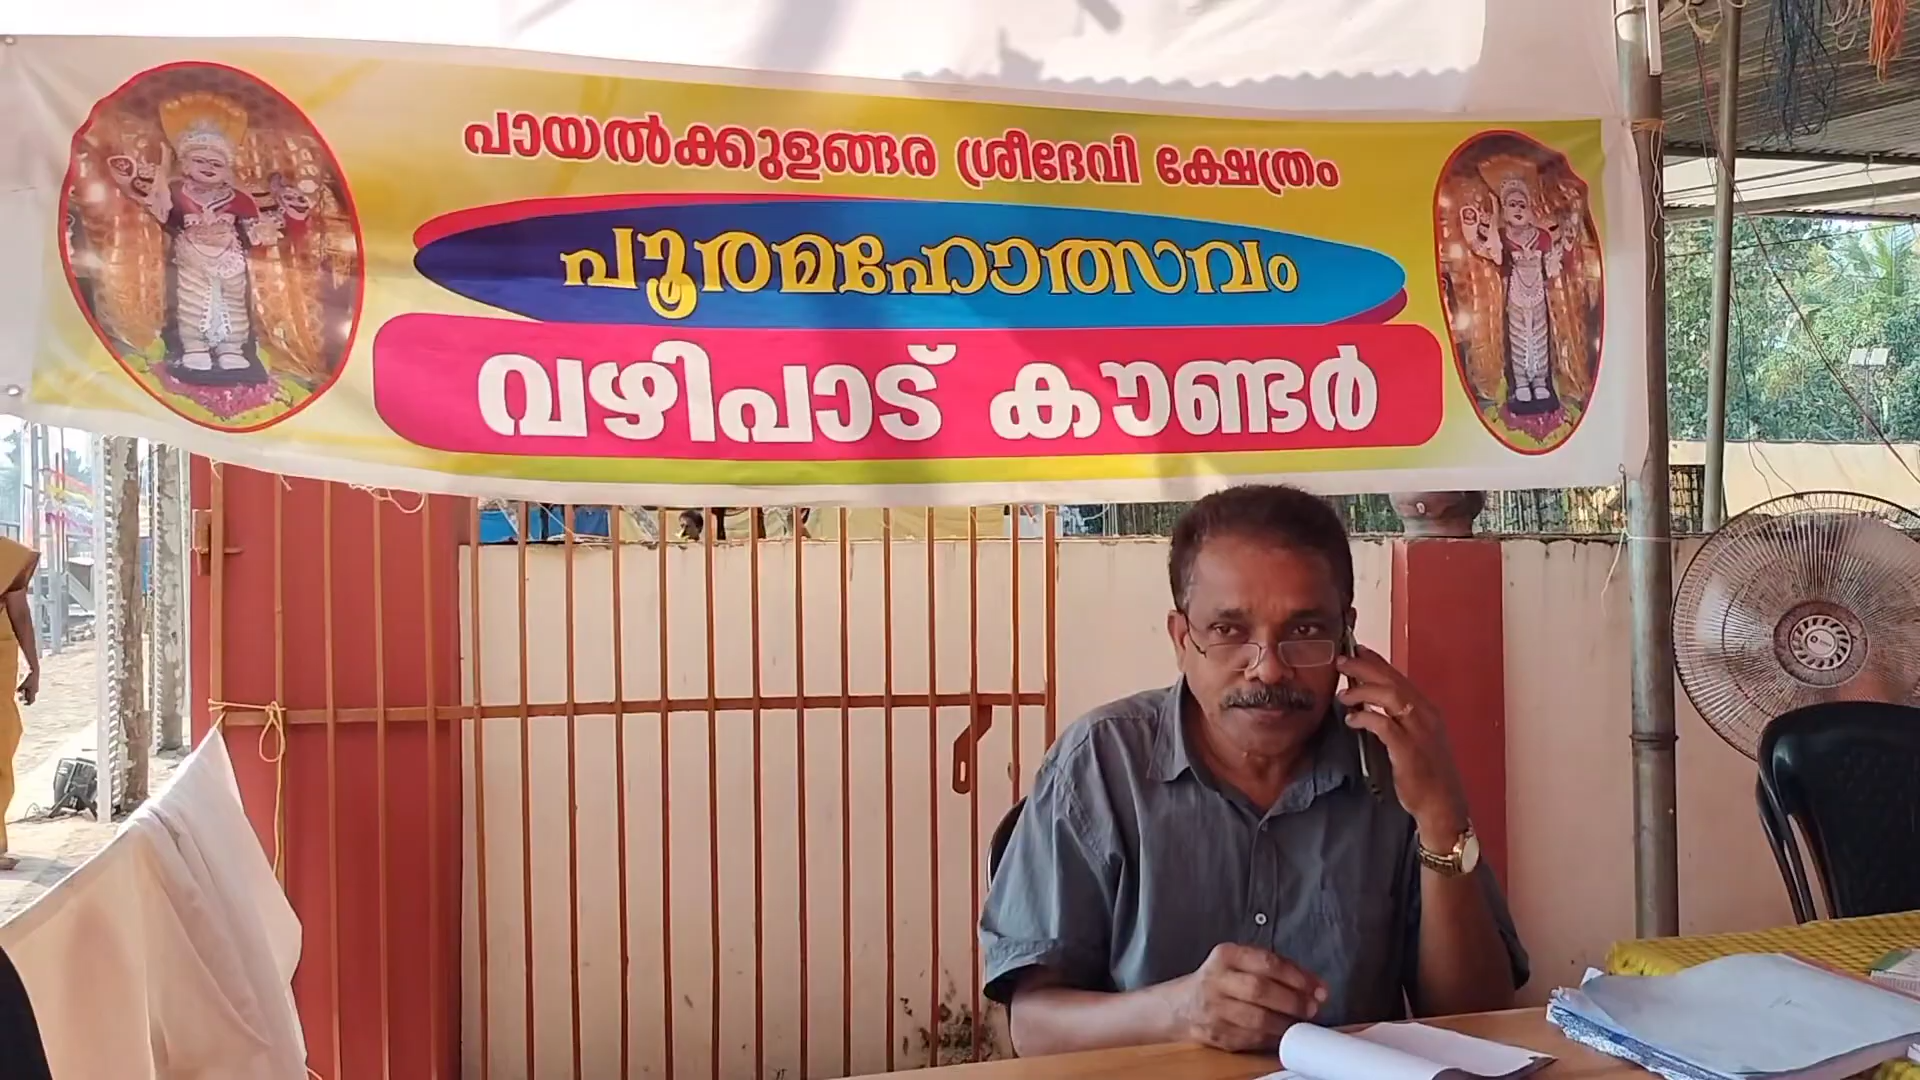 പായൽക്കുളങ്ങര ശ്രീദേവി ക്ഷേത്രം
പൂരമഹോത്സവം
വഴിപാട് കൗണ്ടർ